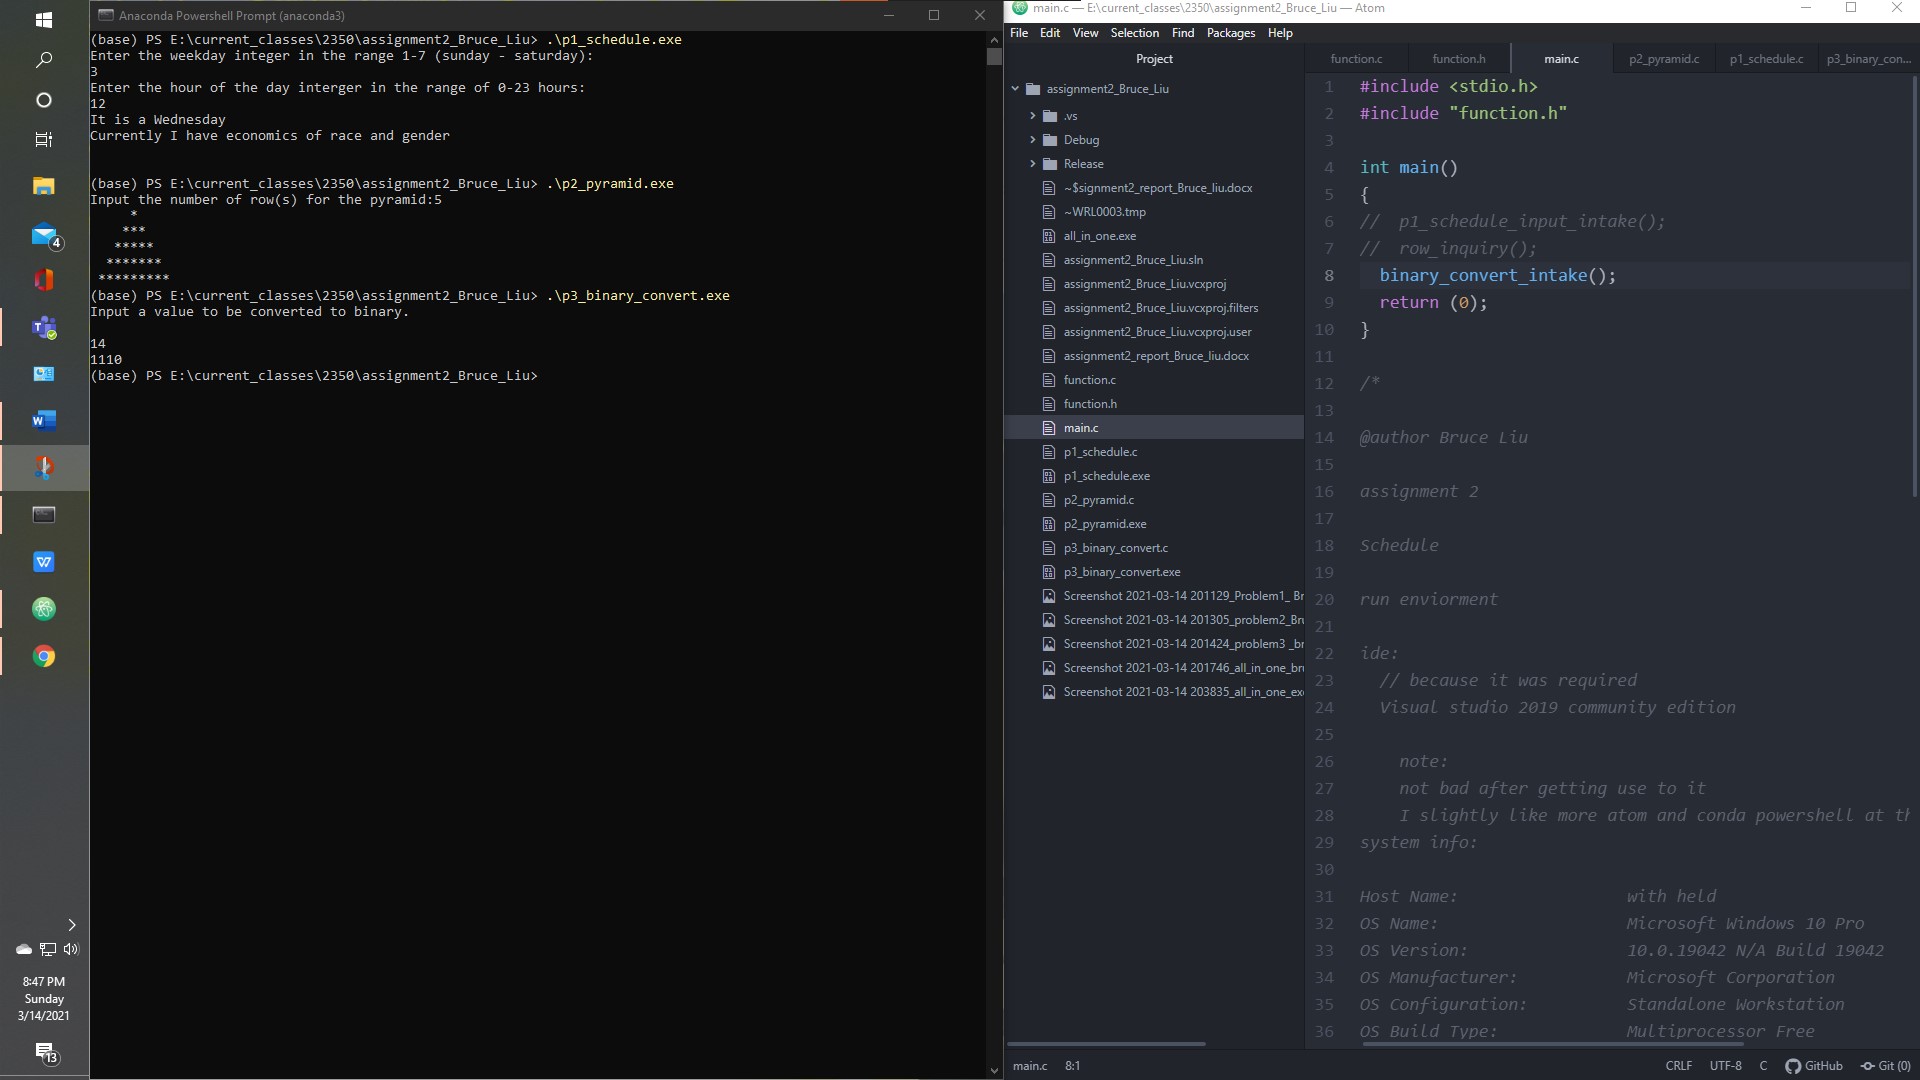 Anaconda Powershell Prompt (anaconda3)
(base) PS E:\current_classes\2350\assignment2_Bruce_Liu> .\p1_schedule.exe
Enter the weekday integer in the range 1-7 (sunday - saturday):
3
Enter the hour of the day interger in the range of 0-23 hours:
12
It is a Wednesday
Currently I have economics of race and gender
(base) PS E:\current_classes\2350\assignment2_Bruce_Liu> .\p2_pyramid.exe
Input the number of row(s) for the pyramid:5
*
***
*****
*******
*********
(base) PS E:\current_classes\2350\assignment2_Bruce_Liu> .\p3_binary_convert.exe
Input a value to be converted to binary.
14
1110
(base) PS E:\current_classes\2350\assignment2_Bruce_Liu>
4
8:47 PM
Sunday
3/14/2021
13
main.c — E:\current_classes\2350\assignment2_Bruce_Liu — Atom
File Edit View Selection Find Packages Help
Project
assignment2_Bruce_Liu
.vs
Debug
Release
~$signment2_report_Bruce_liu.docx
~WRL0003.tmp
all_in_one.exe
assignment2_Bruce_Liu.sln
assignment2_Bruce_Liu.vcxproj
assignment2_Bruce_Liu.vcxproj.filters
assignment2_Bruce_Liu.vcxproj.user
assignment2_report_Bruce_liu.docx
function.c
function.h
main.c
p1_schedule.c
p1_schedule.exe
p2_pyramid.c
p2_pyramid.exe
p3_binary_convert.c
p3_binary_convert.exe
Screenshot 2021-03-14 201129_Problem1_ Br
Screenshot 2021-03-14 201305_problem2_Bru
Screenshot 2021-03-14 201424_problem3 _br
Screenshot 2021-03-14 201746_all_in_one_bru
Screenshot 2021-03-14 203835_all_in_one_exe
function.c function.h main.c p2_pyramid.c p1_schedule.c p3_binary_con...
1 #include <stdio.h>
2 #include "function.h"
3
4 int main()
5 {
6 // p1_schedule_input_intake();
7 // row_inquiry();
8 binary_convert_intake();
9 return (0);
10 }
11
12 /*
13
14 @author Bruce Liu
15
16 assignment 2
17
18 Schedule
19
20 run enviorment
21
22 ide:
23 // because it was required
24 Visual studio 2019 community edition
25
26 note:
27 not bad after getting use to it
28 I slightly like more atom and conda powershell at th
29 system info:
30
31 Host Name: with held
32 OS Name: Microsoft Windows 10 Pro
33 OS Version: 10.0.19042 N/A Build 19042
34 OS Manufacturer: Microsoft Corporation
35 OS Configuration: Standalone Workstation
36 OS Build Type: Multiprocessor Free
main.c 8:1 CRLF UTF-8 C GitHub Git (0)